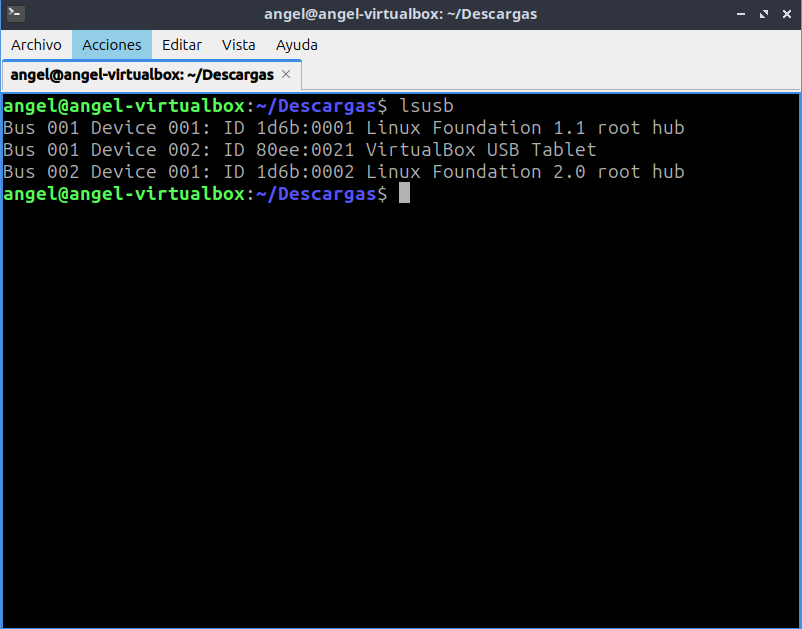 angel@angel-virtualbox: ~/Descargas
Archivo Acciones Editar Vista Ayuda
angel@angel-virtualbox: ~/Descargas
angel@angel-virtualbox:~/Descargas$ lsusb
Bus 001 Device 001: ID 1d6b:0001 Linux Foundation 1.1 root hub
Bus 001 Device 002: ID 80ee:0021 VirtualBox USB Tablet
Bus 002 Device 001: ID 1d6b:0002 Linux Foundation 2.0 root hub
angel@angel-virtualbox:~/Descargas$